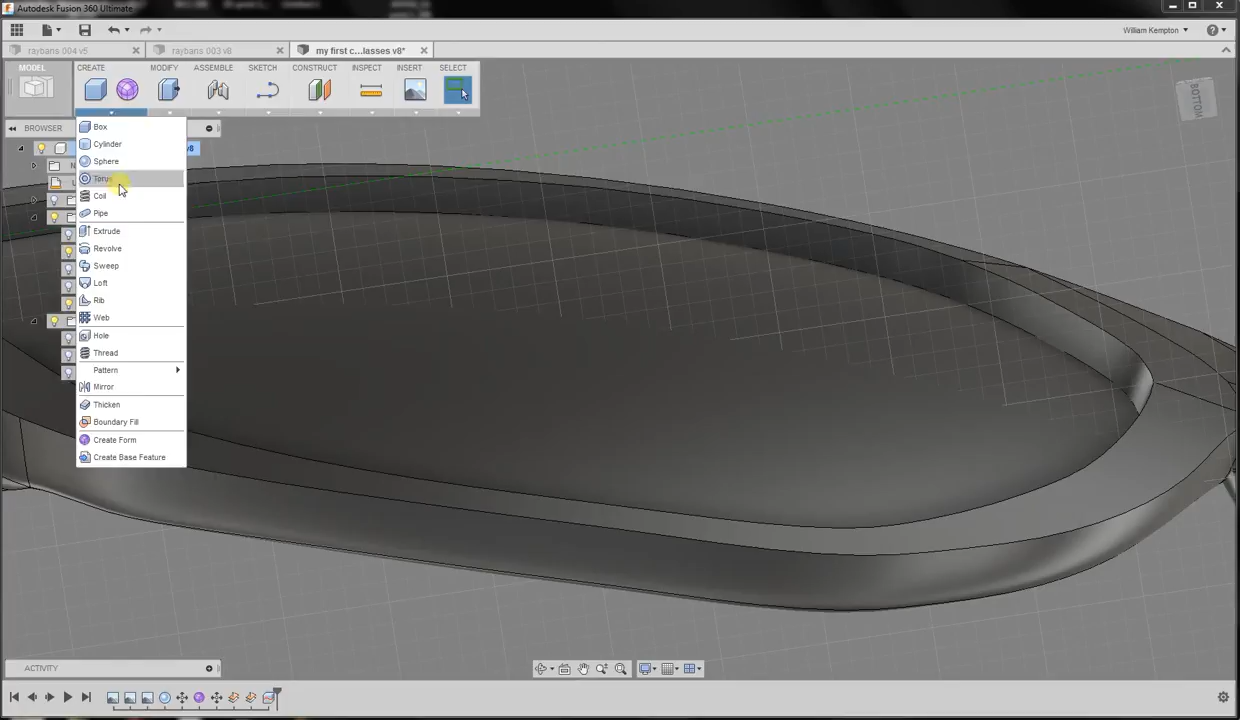 Autodesk Fusion 360 Ultimate
William Kempton
raybans 004 v5
raybans 003 v8
my first c...lasses v8*
MODEL
CREATE
MODIFY
ASSEMBLE
SKETCH
CONSTRUCT
INSPECT
INSERT
SELECT
BOTTOM
BROWSER
v8
Box
Cylinder
Sphere
Torus
Coil
Pipe
Extrude
Revolve
Sweep
Loft
Rib
Web
Hole
Thread
Pattern
Mirror
Thicken
Boundary Fill
Create Form
Create Base Feature
ACTIVITY